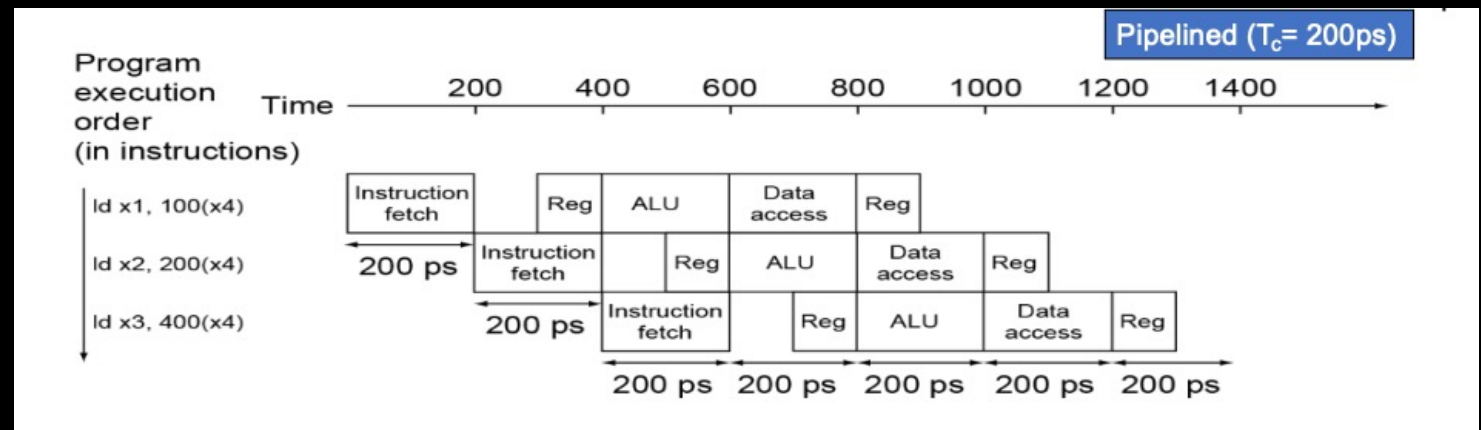 Pipelined (Tc= 200ps)
Program
execution
order
(in instructions)
Time
200 400 600 800 1000 1200 1400
ld x1, 100(x4)
Instruction
fetch
Reg
ALU
Data
access
Reg
200 ps
ld x2, 200(x4)
Instruction
fetch
Reg
ALU
Data
access
Reg
200 ps
ld x3, 400(x4)
Instruction
fetch
Reg
ALU
Data
access
Reg
200 ps 200 ps 200 ps 200 ps 200 ps